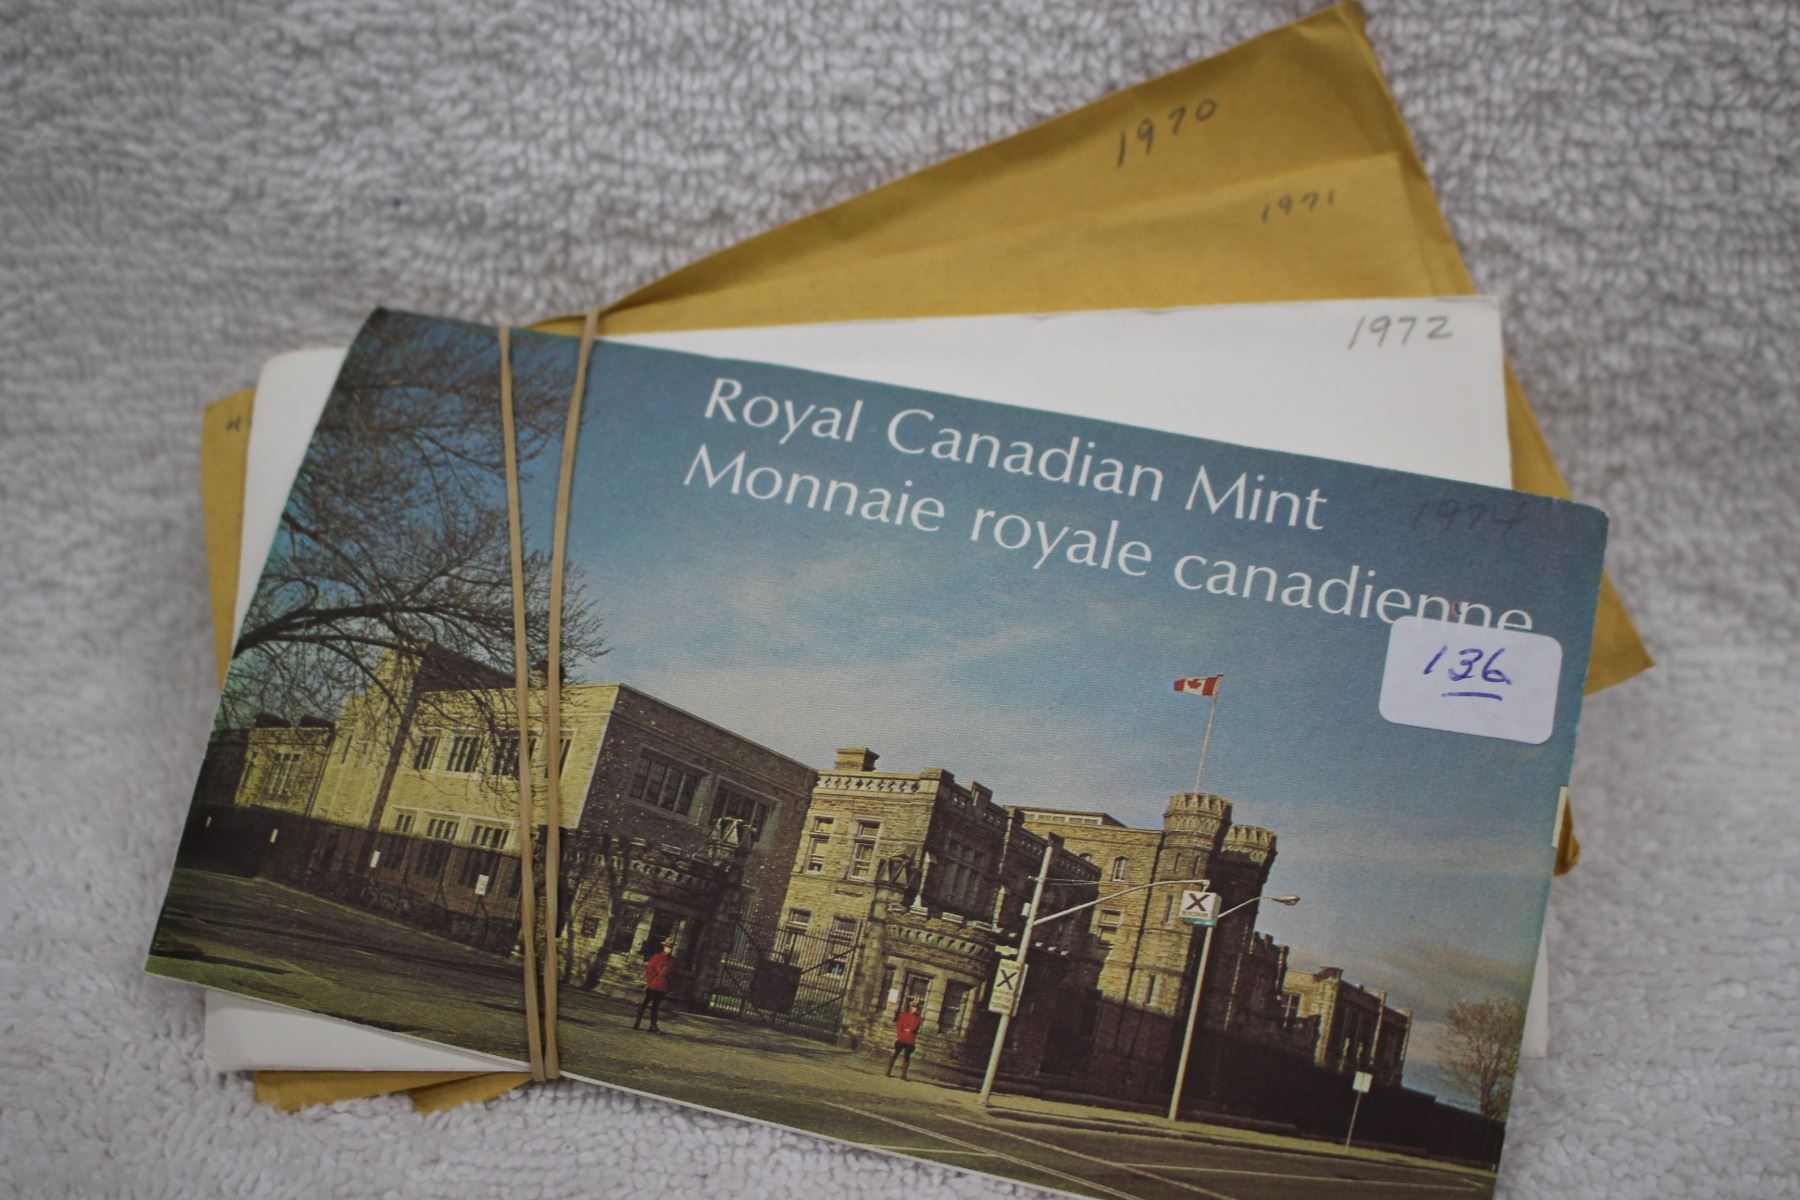 1970
1971
1972
Royal Canadian Mint
Monnaie royale canadienne
1974
136
X
X